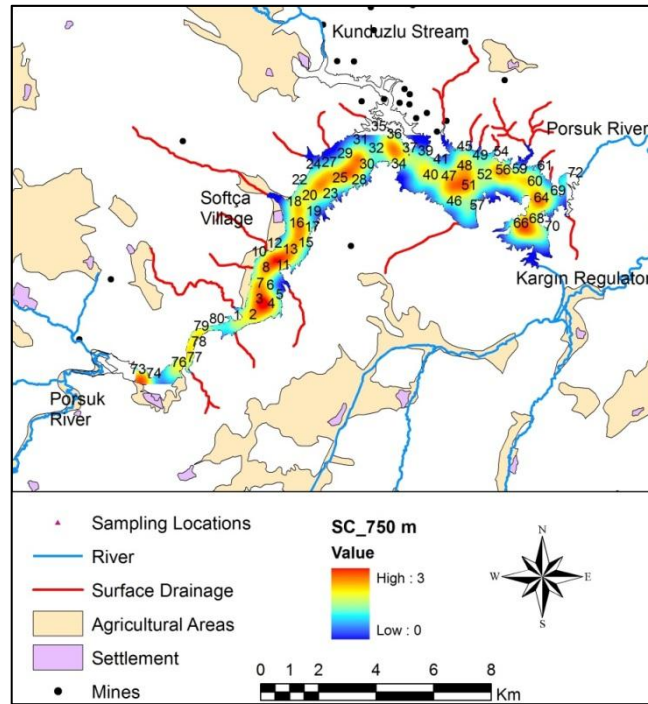 Kunduzlu Stream
35
36
31
32
37 39
29
24 27
30
34
41
45
49
54
Porsuk River
48
52
56 59
61
72
22
25
28
40 47
51
60
69
Softça
Village
20
23
18
19
46
57
64
16
17
66 68
70
12
15
10
13
8
11
Kargın Regulator
7
6
5
3
4
80
1
2
79
78
77
76
73
74
Porsuk
River
Sampling Locations
River
Surface Drainage
Agricultural Areas
Settlement
Mines
SC_750 m
Value
High : 3
Low : 0
N
W E
S
0 1 2 4 6 8
Km